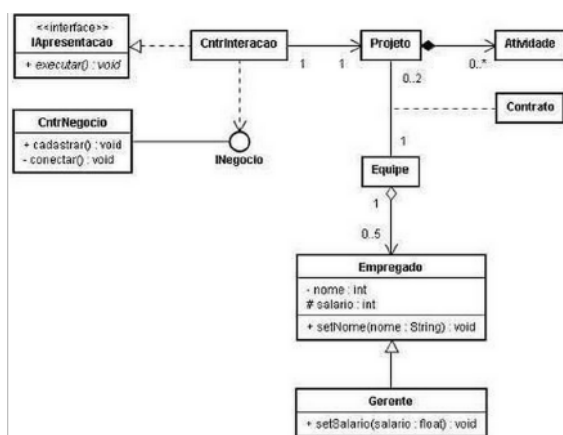 <<interface>>
IApresentacao
+ executar() : void
CntrInteracao
1
1
Projeto
Atividade
0..*
0..2
Contrato
CntrNegocio
+ cadastrar() : void
- conectar() : void
INegocio
1
Equipe
1
0..5
Empregado
- nome : int
# salario : int
+ setNome(nome : String) : void
Gerente
+ setSalario(salario : float) : void